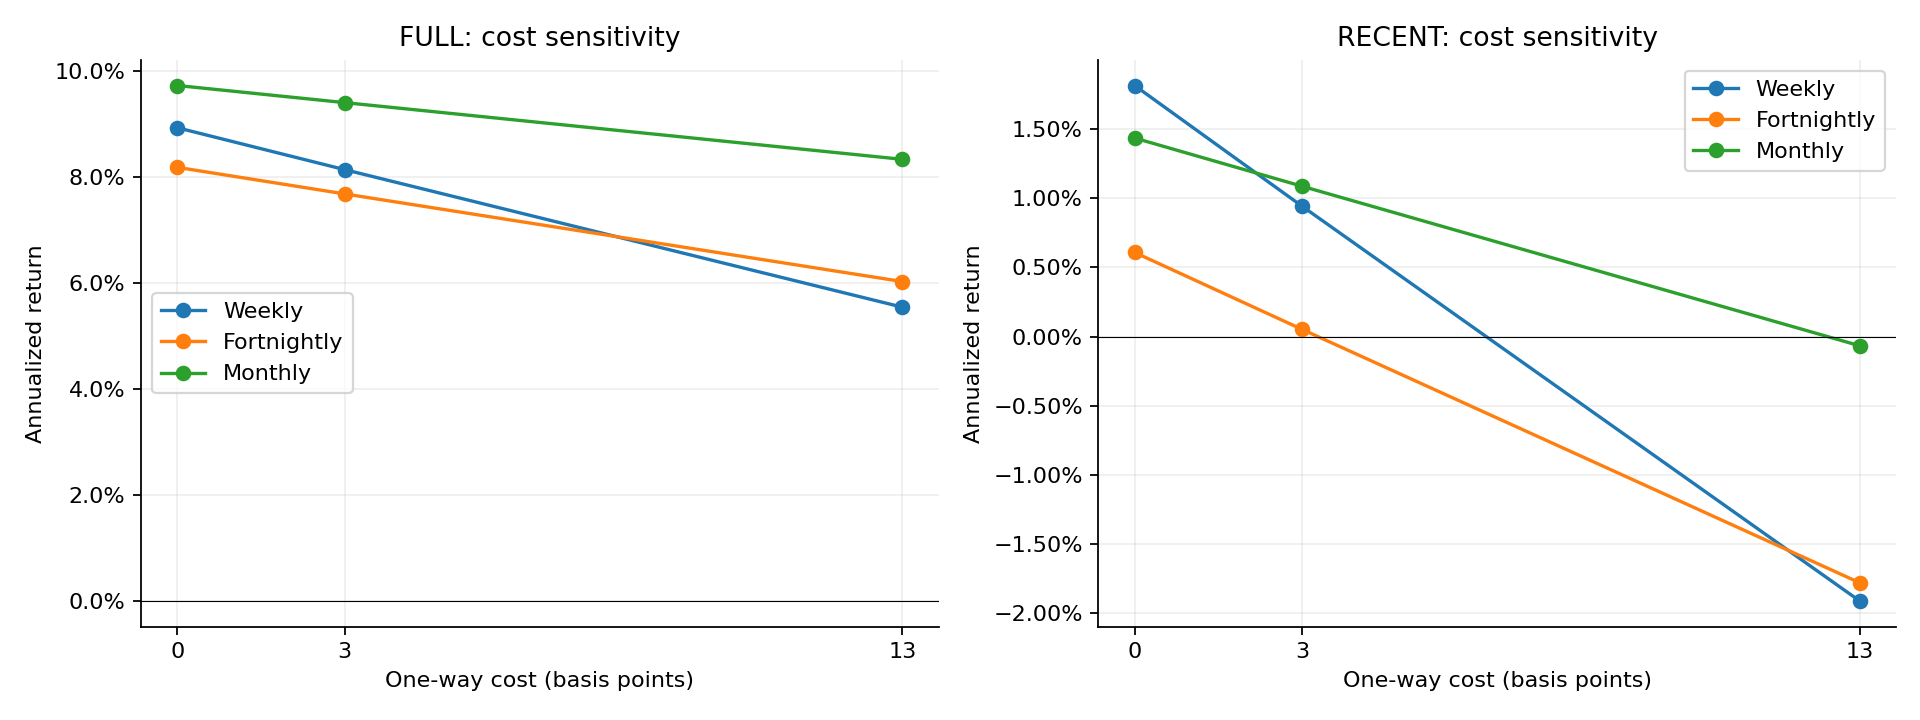 FULL: cost sensitivity
10.0%
8.0%
6.0%
4.0%
2.0%
0.0%
Annualized return
Weekly
Fortnightly
Monthly
0
3
13
One-way cost (basis points)
RECENT: cost sensitivity
1.50%
1.00%
0.50%
0.00%
−0.50%
−1.00%
−1.50%
−2.00%
Annualized return
Weekly
Fortnightly
Monthly
0
3
13
One-way cost (basis points)